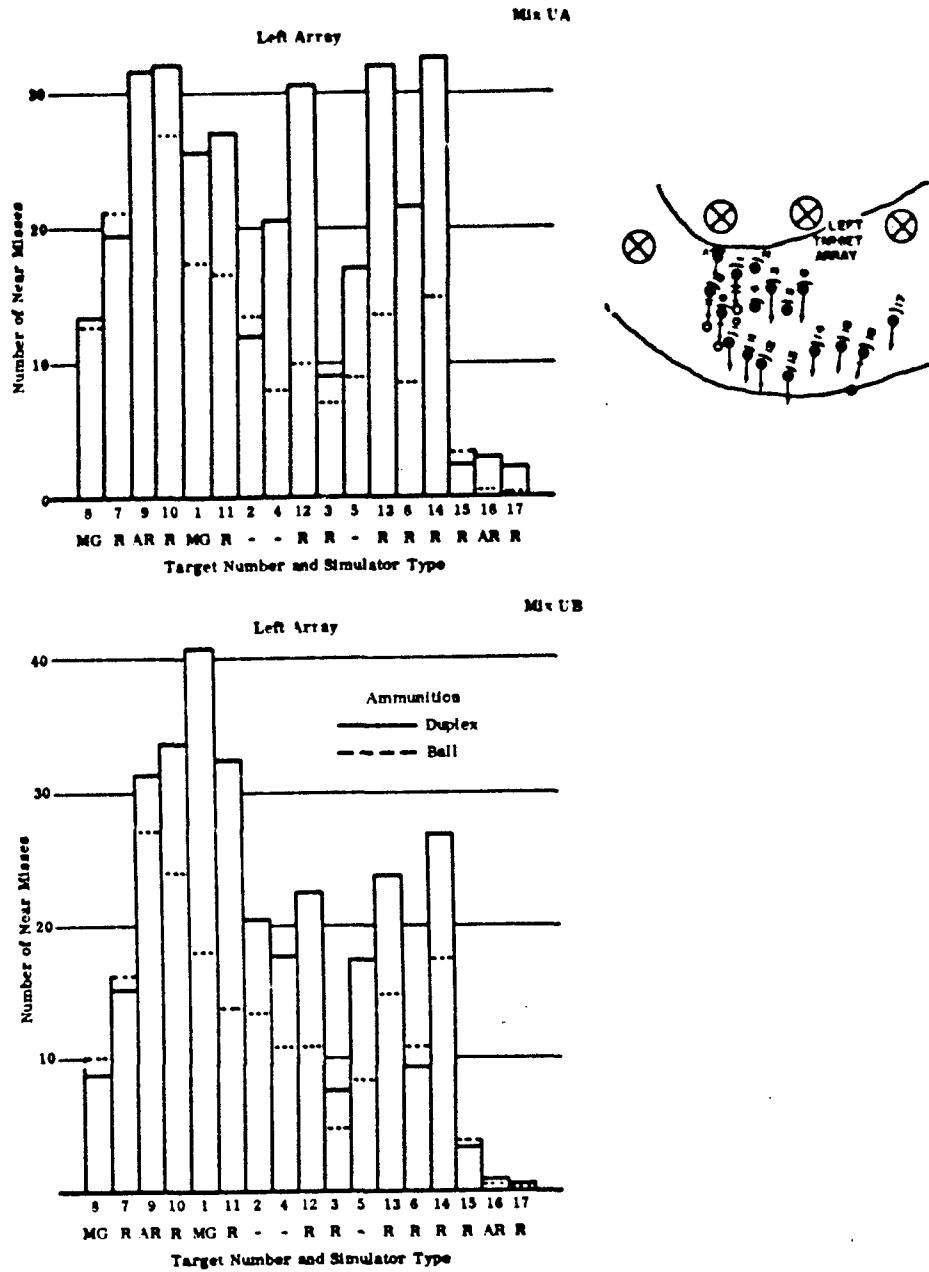 Mix UA
Left Array
30
20
10
0
Number of Near Misses
8 7 9 10 1 11 2 4 12 3 5 13 6 14 15 16 17
MG R AR R MG R - - R R - R R R R AR R
Target Number and Simulator Type
LEFT
TARGET
ARRAY
Mix UB
Left Array
40
30
20
10
Number of Near Misses
Ammunition
Duplex
Ball
8 7 9 10 1 11 2 4 12 3 5 13 6 14 15 16 17
MG R AR R MG R - - R R - R R R R AR R
Target Number and Simulator Type